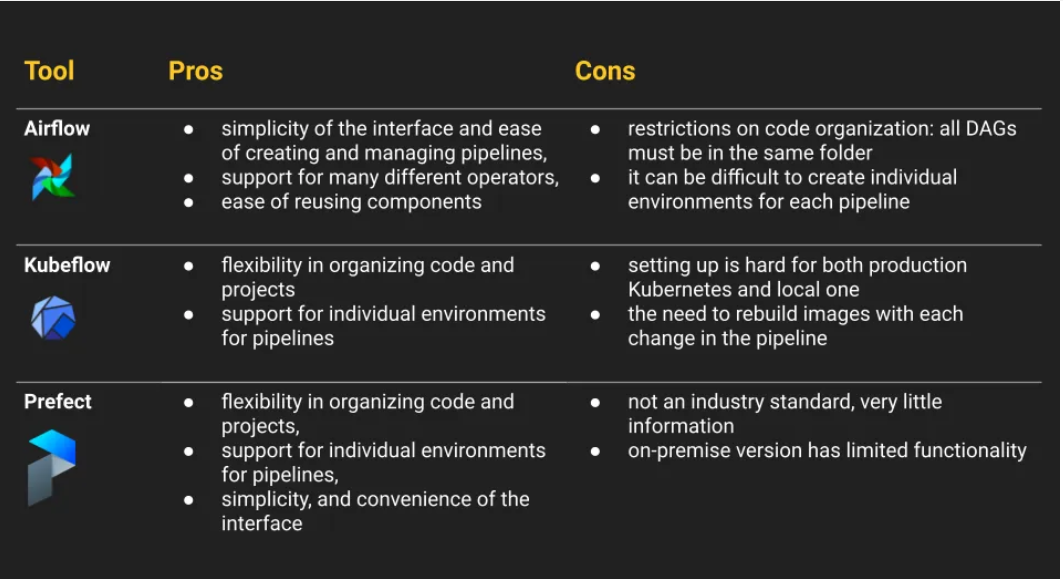 Tool Pros Cons
Airflow
● simplicity of the interface and ease
of creating and managing pipelines,
● support for many different operators,
● ease of reusing components
● restrictions on code organization: all DAGs
must be in the same folder
● it can be difficult to create individual
environments for each pipeline
Kubeflow
● flexibility in organizing code and
projects
● support for individual environments
for pipelines
● setting up is hard for both production
Kubernetes and local one
● the need to rebuild images with each
change in the pipeline
Prefect
● flexibility in organizing code and
projects,
● support for individual environments
for pipelines,
● simplicity, and convenience of the
interface
● not an industry standard, very little
information
● on-premise version has limited functionality